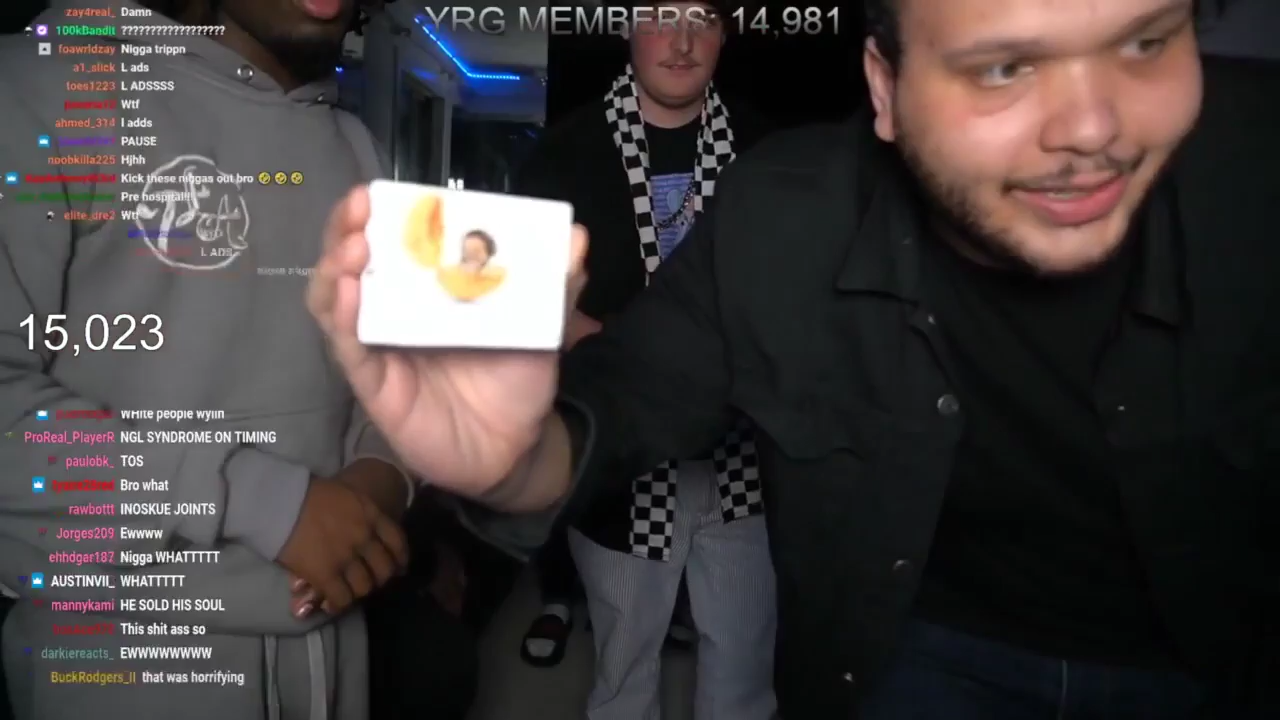 YRG MEMBERS: 14,981
zay4real_ Damn
100kBandit ??????????????????
foawrldzay Nigga trippn
a1_slick L ads
toes1223 L ADSSSS
Wtf
ahmed_314 l adds
PAUSE
noobkilla225 Hjhh
Kick these niggas out bro 🤣🤣🤣
Pre hospital!!
elite_dre2 Wtf
L ADS
15,023
White people wylin
ProReal_PlayerR NGL SYNDROME ON TIMING
paulobk_ TOS
Bro what
rawbottt INOSKUE JOINTS
Jorges209 Ewwww
ehhdgar187 Nigga WHATTTTT
AUSTINVII_ WHATTTTT
mannykami HE SOLD HIS SOUL
This shit ass so
darkiereacts_ EWWWWWWWW
BuckRodgers_II that was horrifying